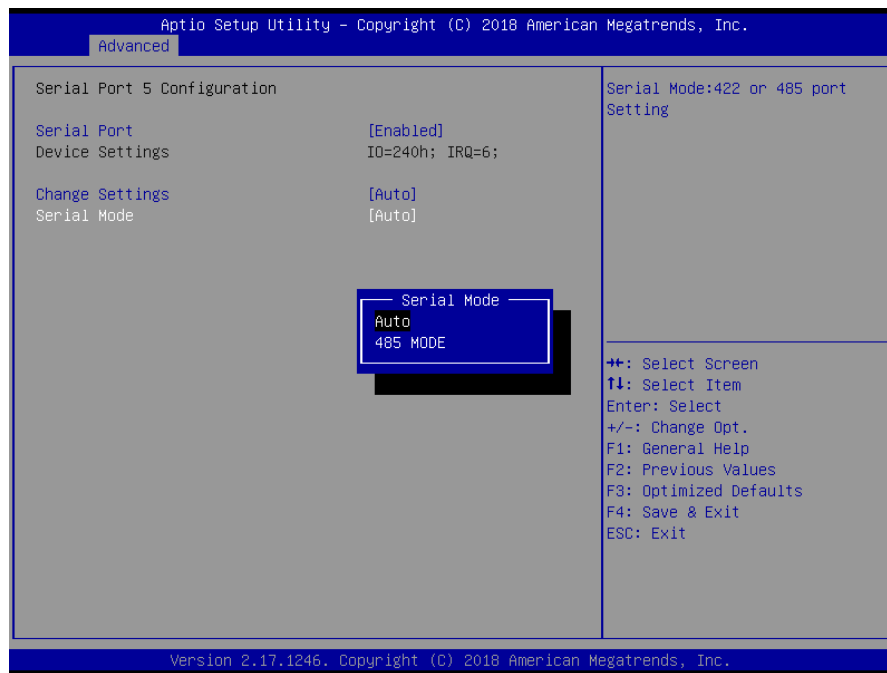 Aptio Setup Utility – Copyright (C) 2018 American Megatrends, Inc.
Advanced
Serial Port 5 Configuration
Serial Port [Enabled]
Device Settings IO=240h; IRQ=6;
Change Settings [Auto]
Serial Mode [Auto]
Serial Mode
Auto
485 MODE
Serial Mode:422 or 485 port
Setting
→←: Select Screen
↑↓: Select Item
Enter: Select
+/-: Change Opt.
F1: General Help
F2: Previous Values
F3: Optimized Defaults
F4: Save & Exit
ESC: Exit
Version 2.17.1246. Copyright (C) 2018 American Megatrends, Inc.